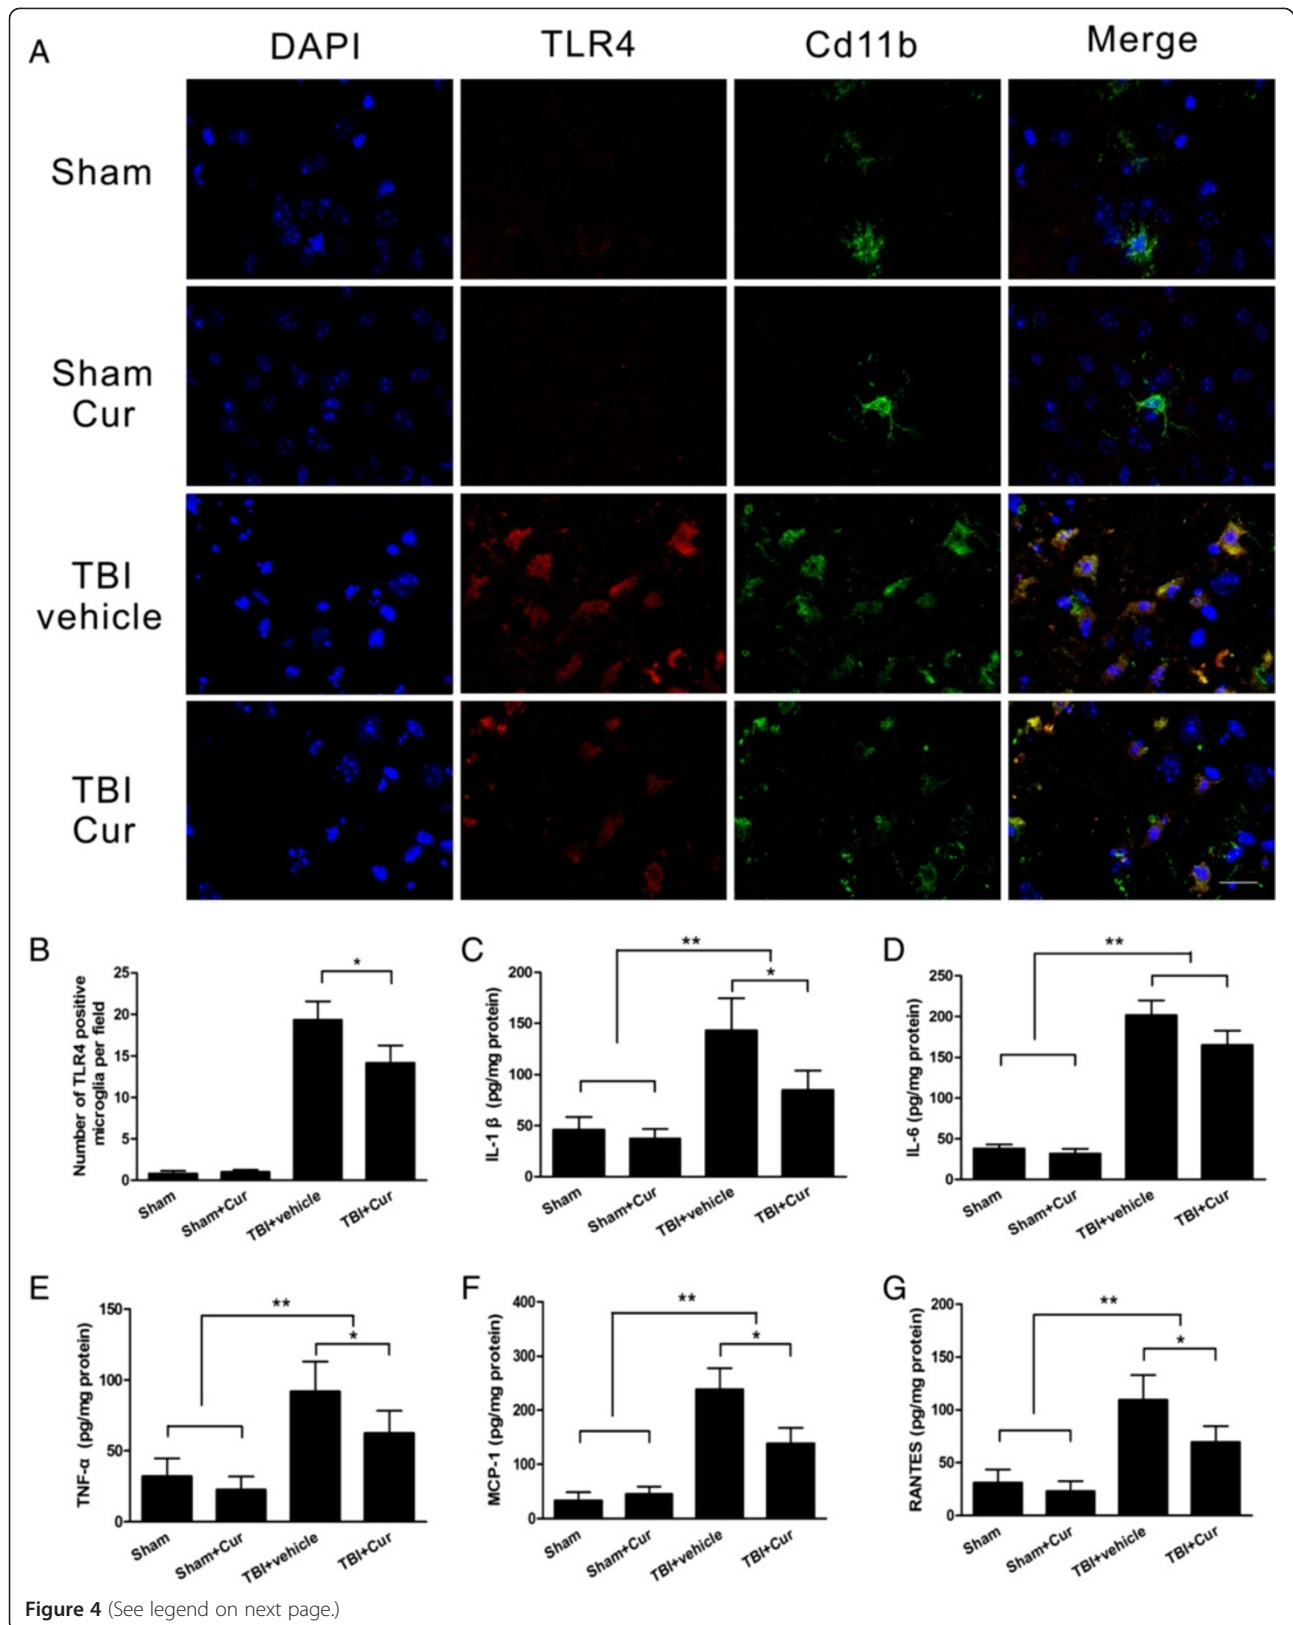 A
DAPI
TLR4
Cd11b
Merge
Sham
Sham
Cur
TBI
vehicle
TBI
Cur
B
Number of TLR4 positive
microglia per field
25
20
15
10
5
0
*
Sham
Sham+Cur
TBI+vehicle
TBI+Cur
C
IL-1 β (pg/mg protein)
200
150
100
50
0
**
*
Sham
Sham+Cur
TBI+vehicle
TBI+Cur
D
IL-6 (pg/mg protein)
250
200
150
100
50
0
**
Sham
Sham+Cur
TBI+vehicle
TBI+Cur
E
TNF-α (pg/mg protein)
150
100
50
0
**
*
Sham
Sham+Cur
TBI+vehicle
TBI+Cur
F
MCP-1 (pg/mg protein)
400
300
200
100
0
**
*
Sham
Sham+Cur
TBI+vehicle
TBI+Cur
G
RANTES (pg/mg protein)
200
150
100
50
0
**
*
Sham
Sham+Cur
TBI+vehicle
TBI+Cur
Figure 4 (See legend on next page.)